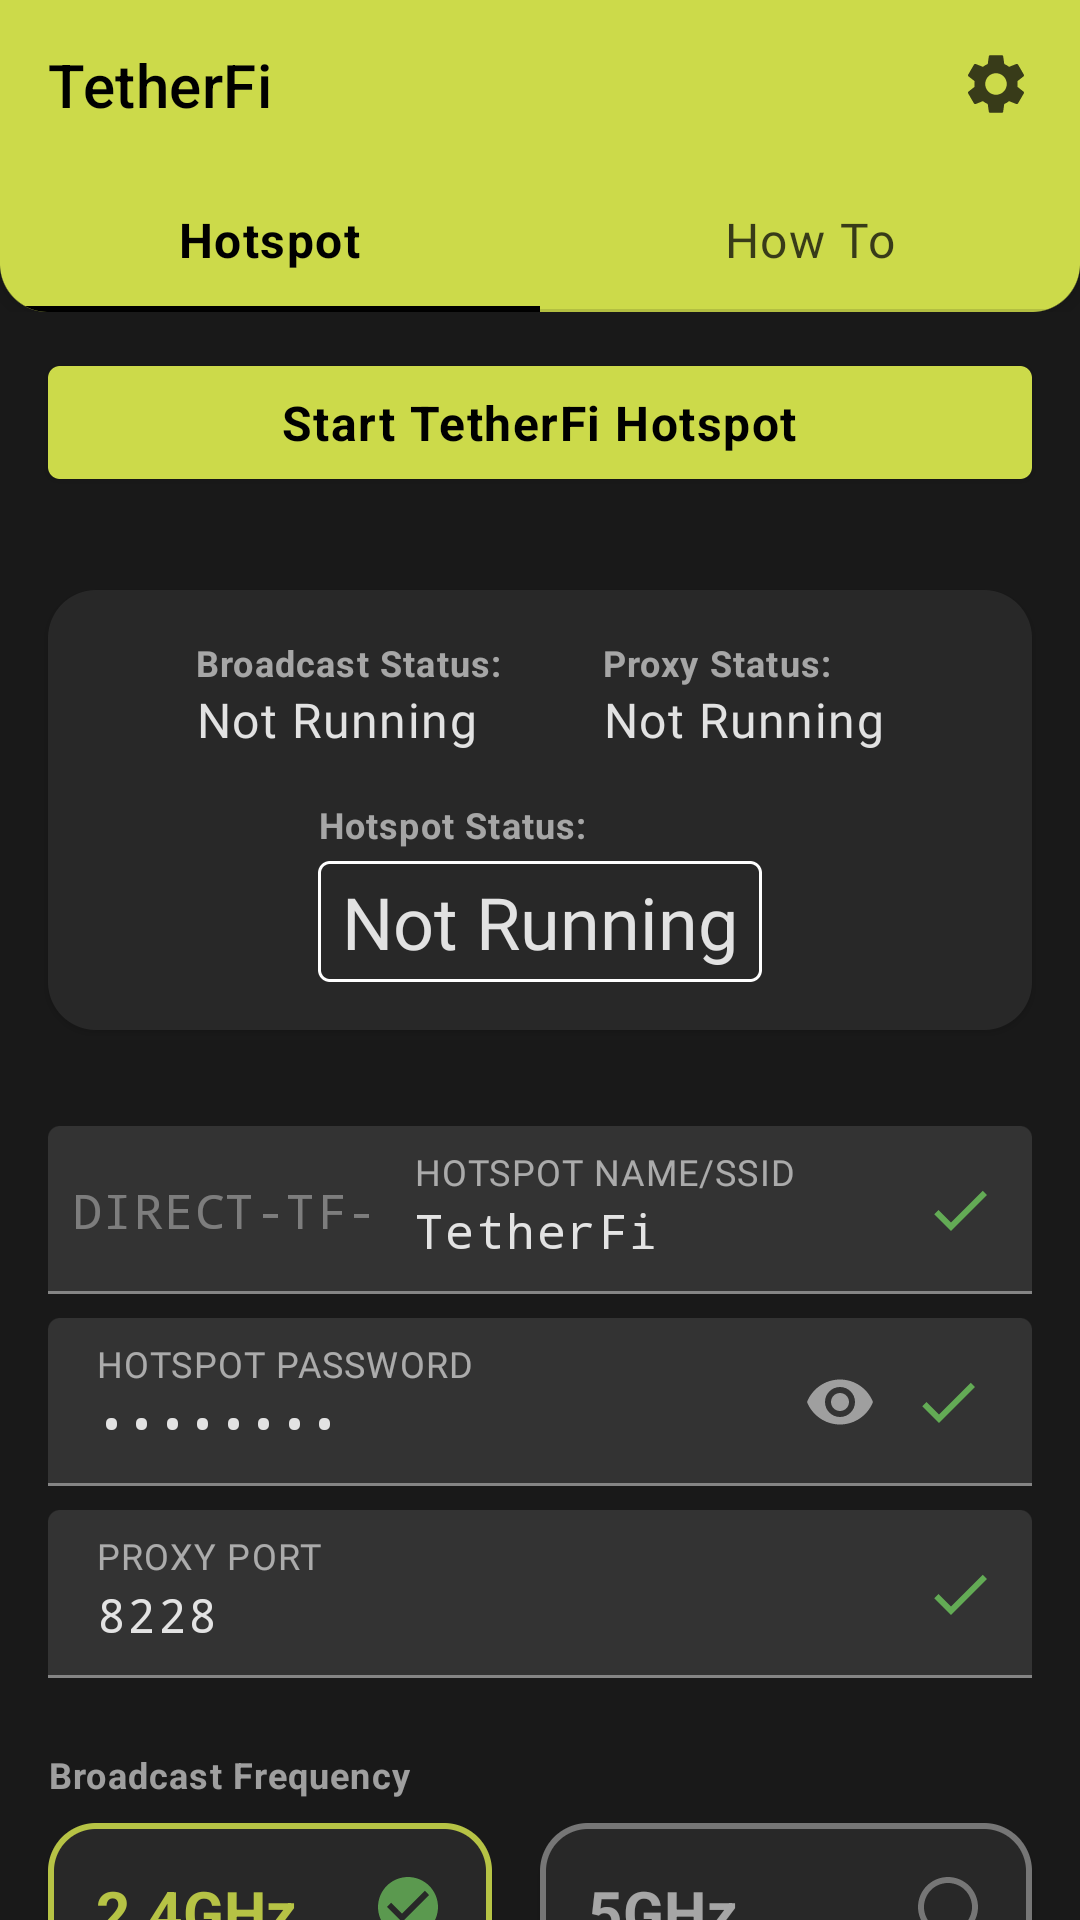 TetherFi
Hotspot How To
Start TetherFi Hotspot
Broadcast Status: Proxy Status:
Not Running Not Running
Hotspot Status:
Not Running
HOTSPOT NAME/SSID
DIRECT-TF- TetherFi
HOTSPOT PASSWORD
••••••••
PROXY PORT
8228
Broadcast Frequency
2.4GHz 5GHz